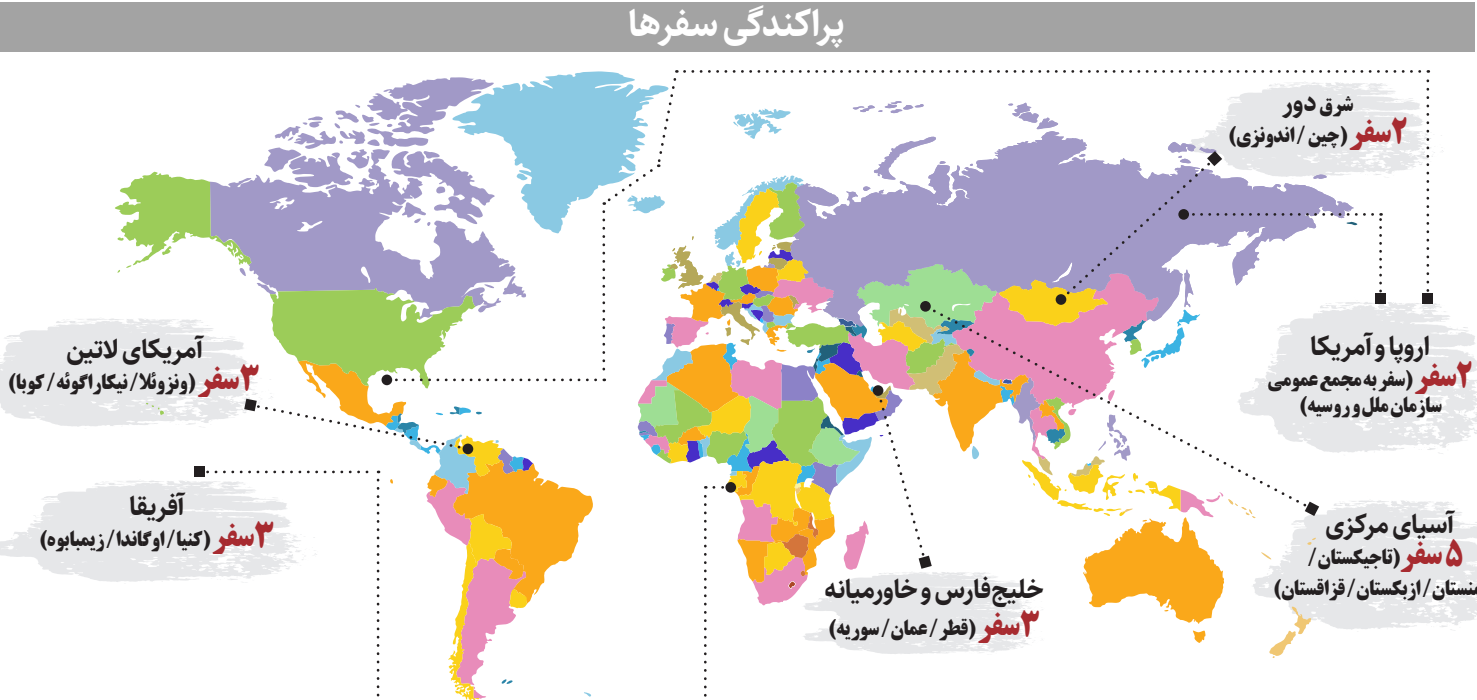 پراکندگی سفرها
شرق دور
۲سفر (چین / اندونزی)
اروپا و آمریکا
۲سفر (سفر به مجمع عمومی
سازمان ملل و روسیه)
آسیای مرکزی
۵ سفر (تاجیکستان /
/ ازبکستان / قزاقستان)
خلیج‌فارس و خاورمیانه
۳سفر (قطر / عمان / سوریه)
آمریکای لاتین
۳سفر (ونزوئلا / نیکاراگوئه / کوبا)
آفریقا
۳سفر (کنیا / اوگاندا / زیمبابوه)